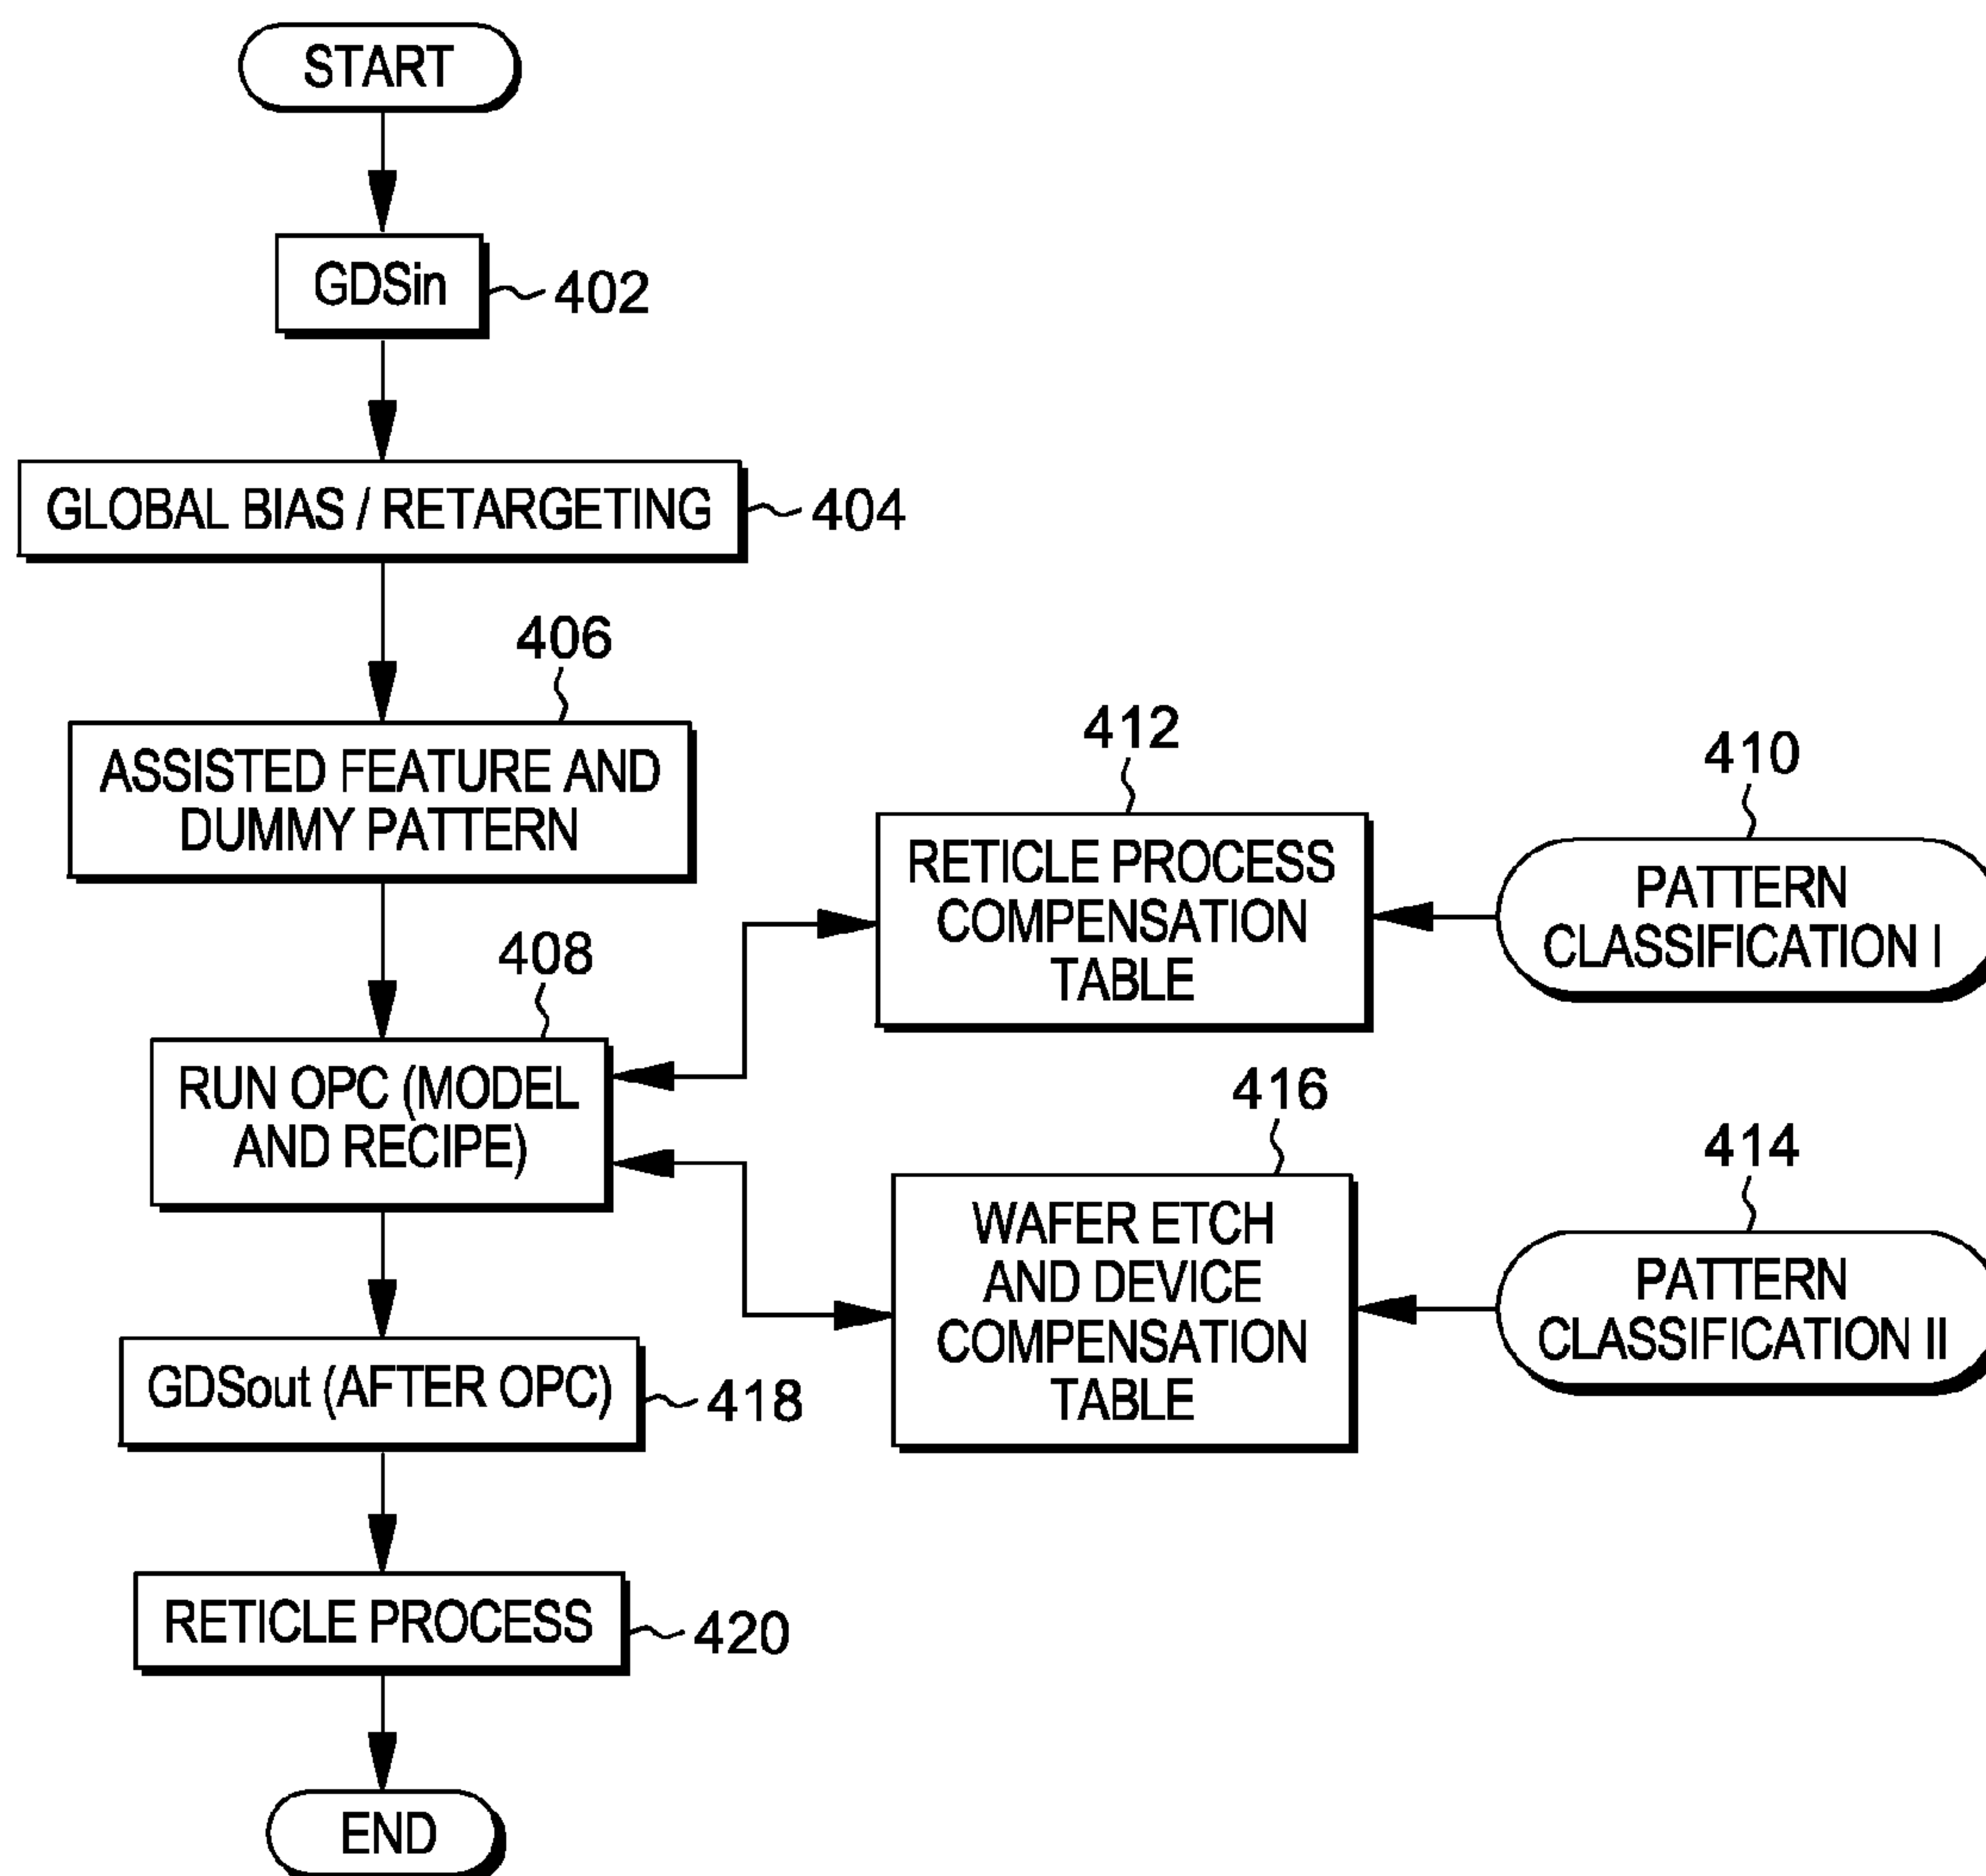 START
GDSin
402
GLOBAL BIAS / RETARGETING
404
406
ASSISTED FEATURE AND
DUMMY PATTERN
412
RETICLE PROCESS
COMPENSATION
TABLE
410
PATTERN
CLASSIFICATION I
408
RUN OPC (MODEL
AND RECIPE)
416
WAFER ETCH
AND DEVICE
COMPENSATION
TABLE
414
PATTERN
CLASSIFICATION II
GDSout (AFTER OPC)
418
RETICLE PROCESS
420
END